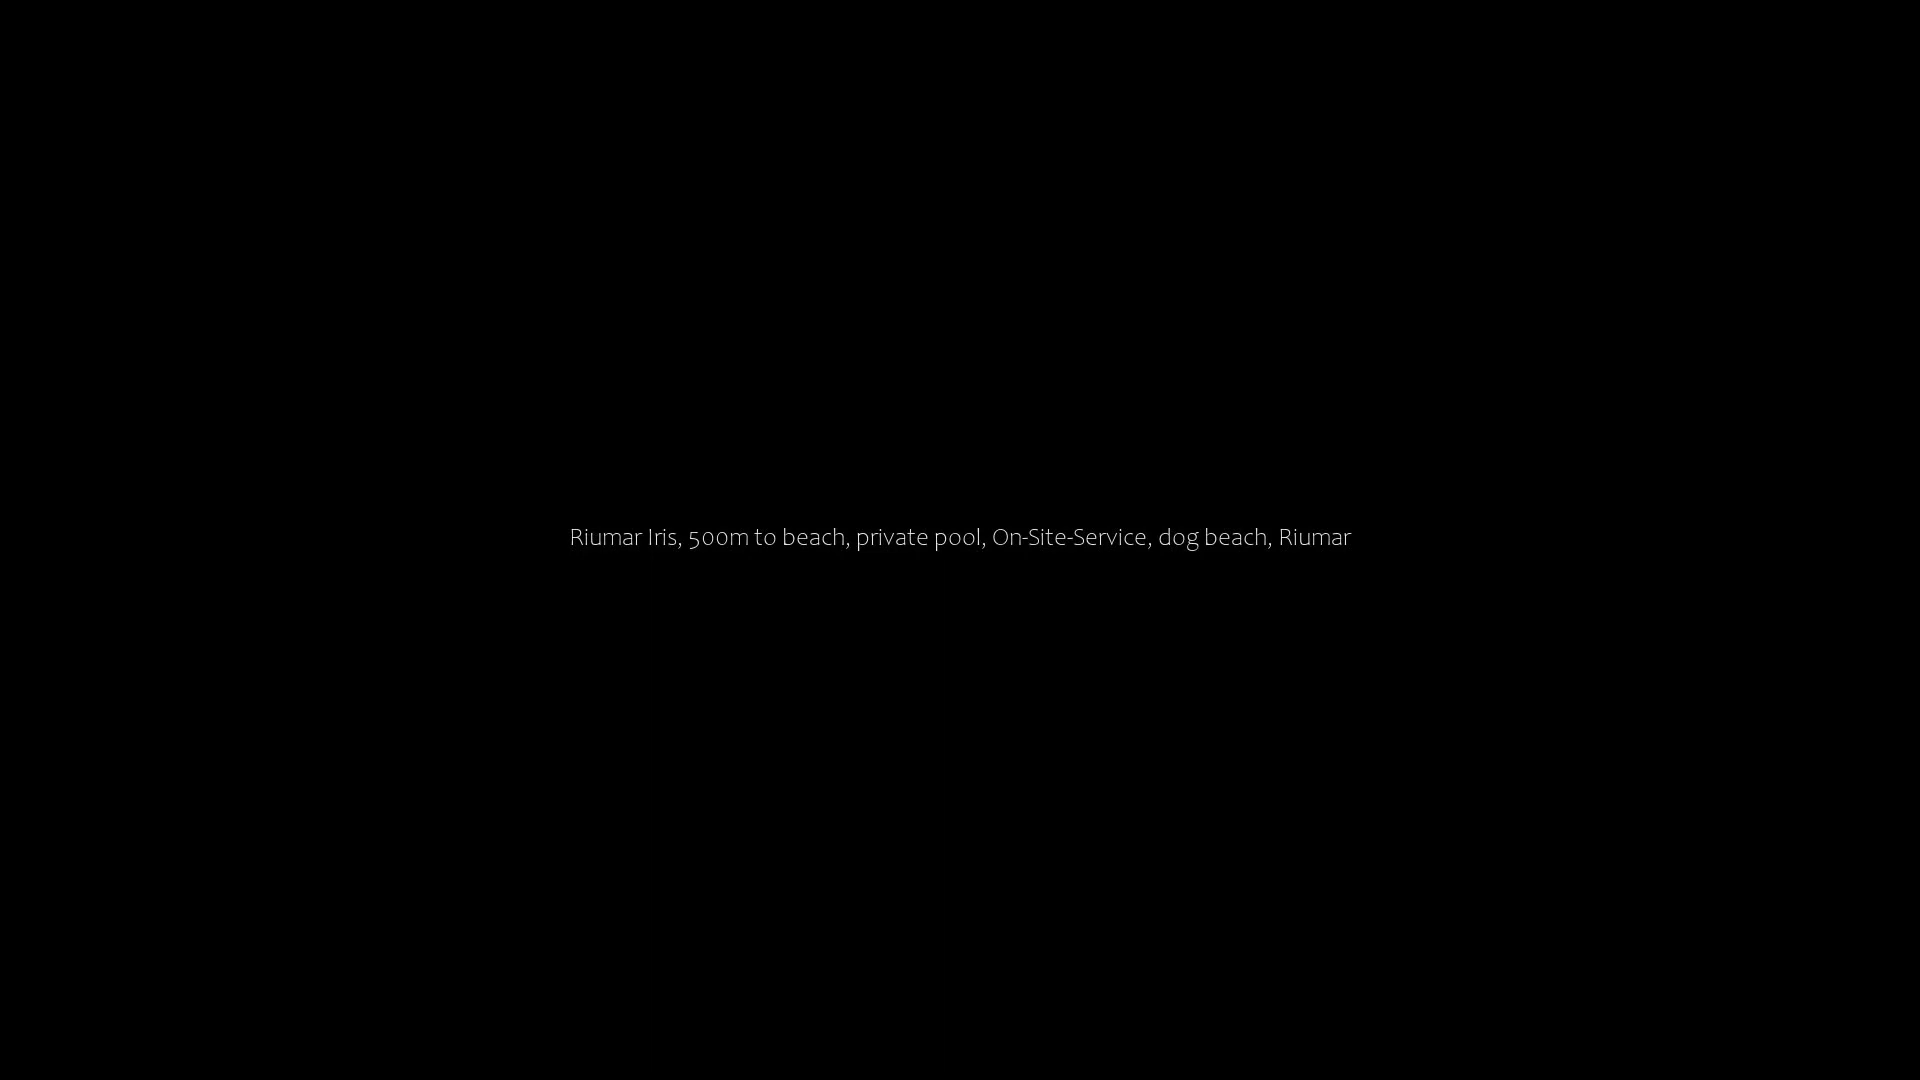 Riumar Iris, 500m to beach, private pool, On-Site-Service, dog beach, Riumar